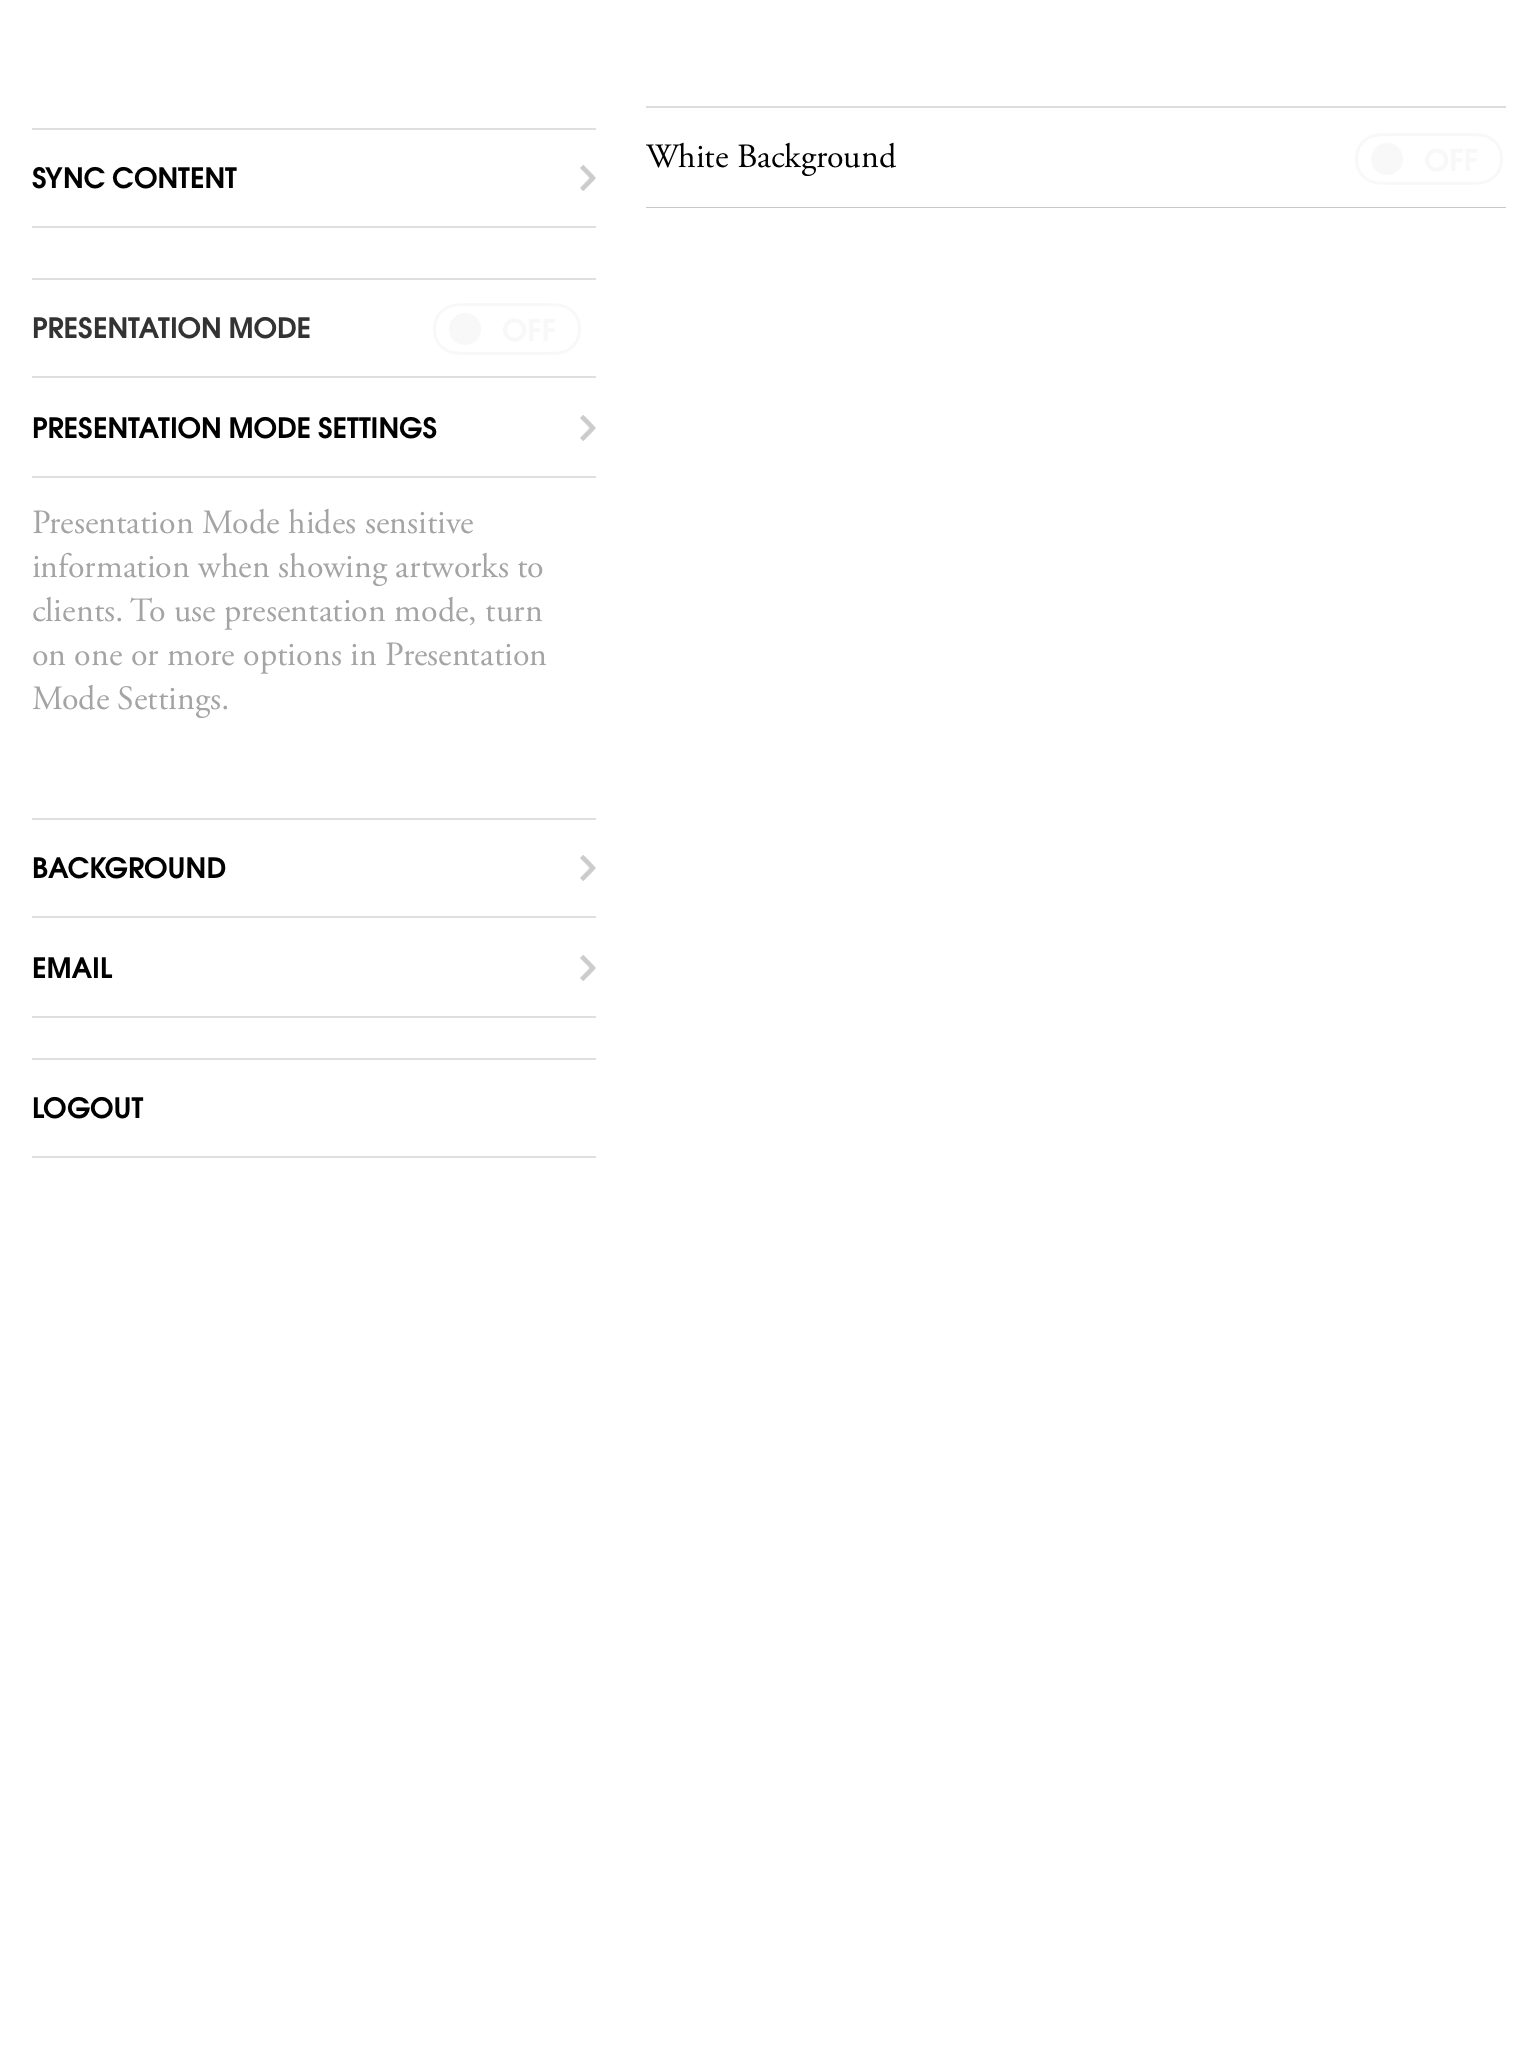 SYNC CONTENT
PRESENTATION MODE
OFF
PRESENTATION MODE SETTINGS
Presentation Mode hides sensitive
information when showing artworks to
clients. To use presentation mode, turn
on one or more options in Presentation
Mode Settings.
BACKGROUND
EMAIL
LOGOUT
White Background
OFF